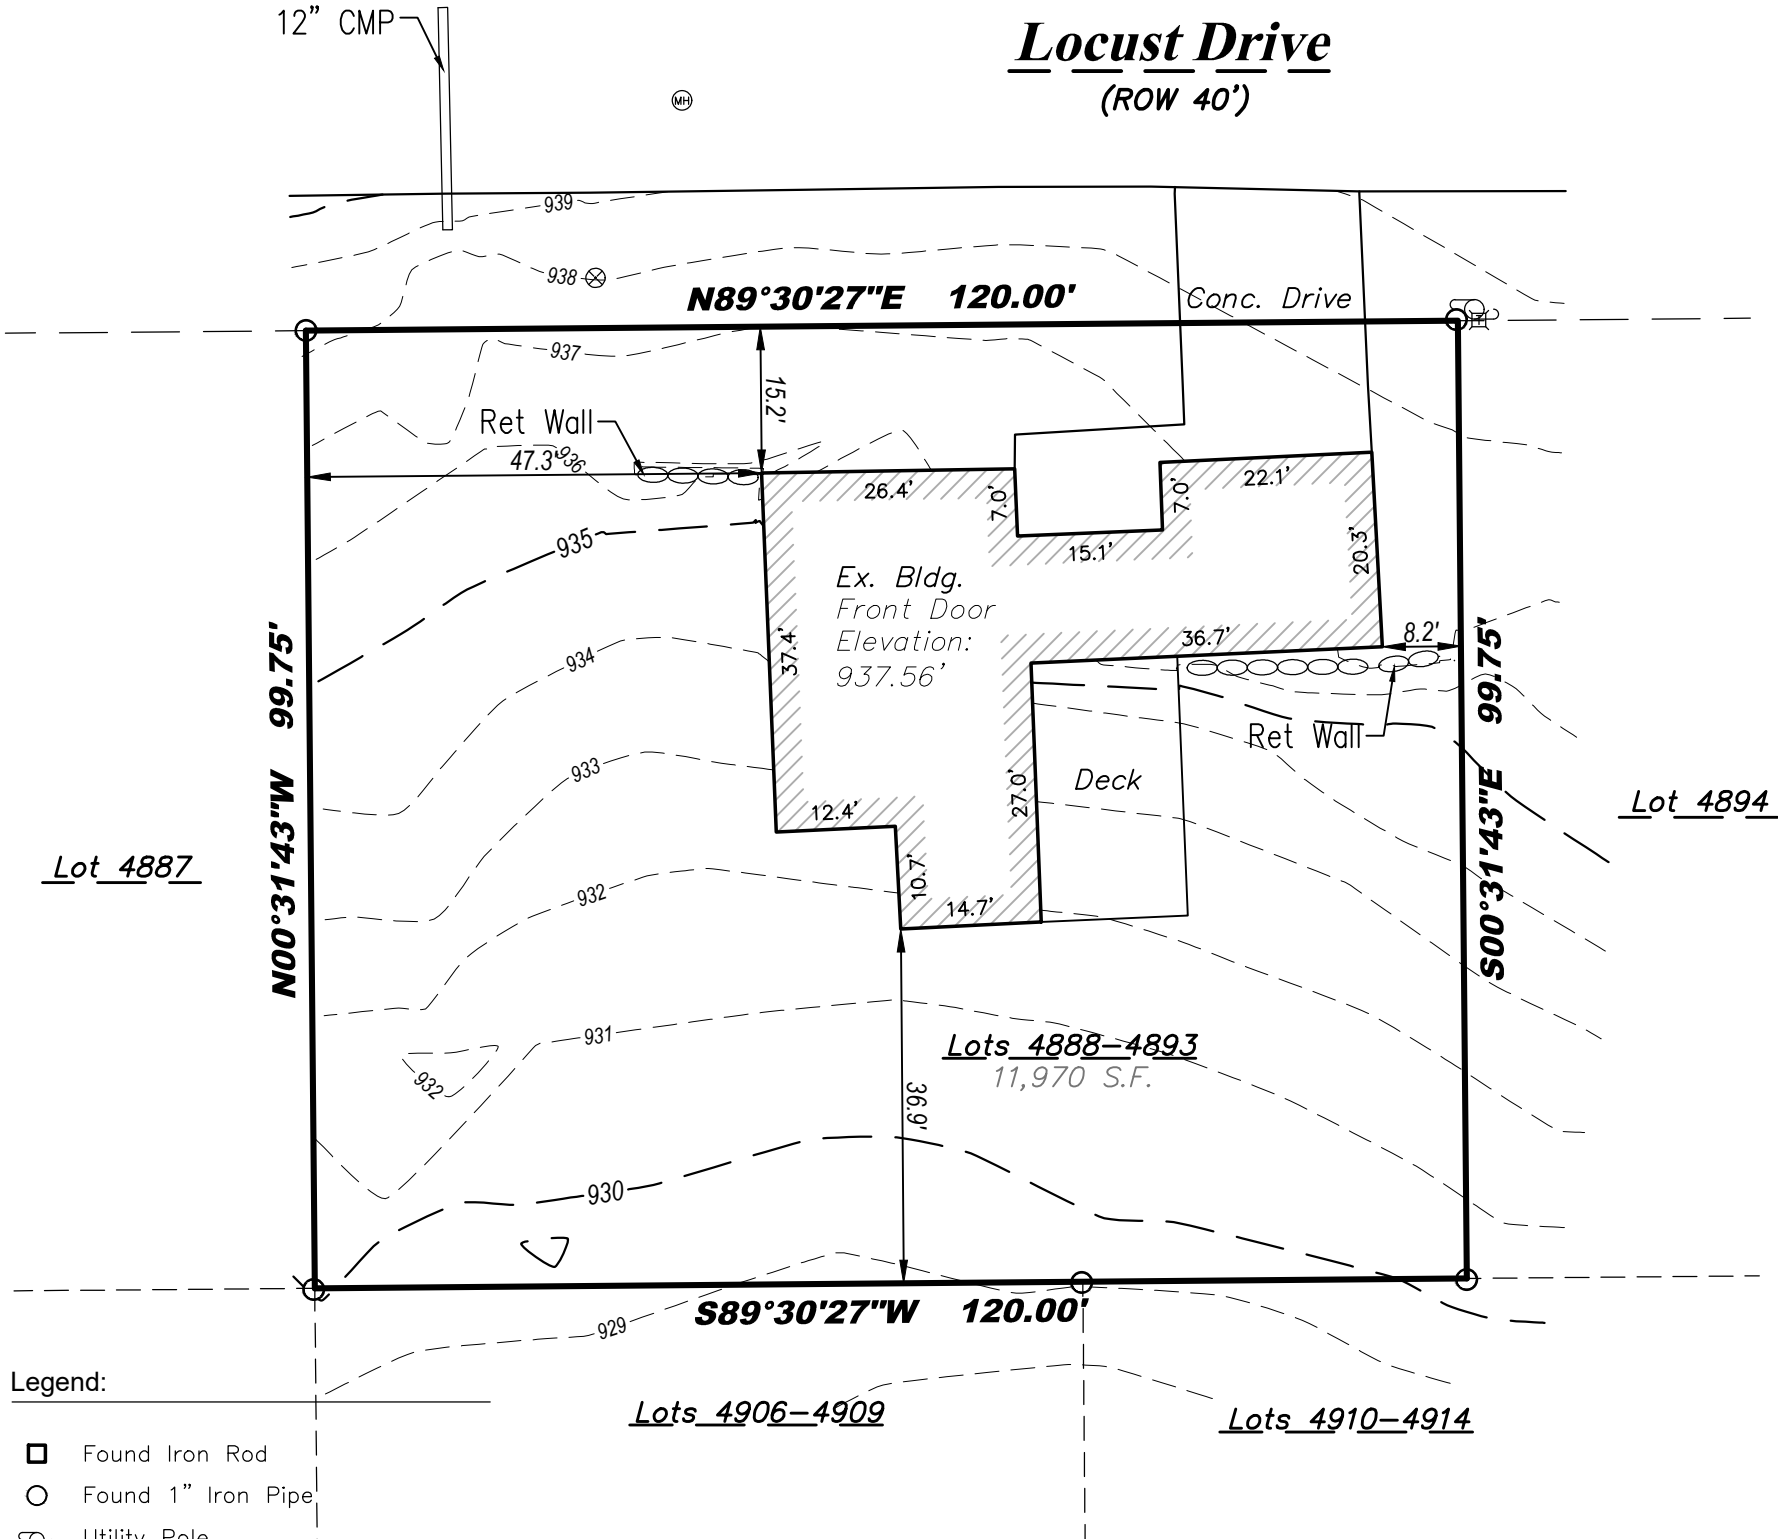 12” CMP
Locust Drive
(ROW 40’)
MH
939
938
N89°30'27"E 120.00'
Conc. Drive
937
15.2'
Ret Wall
47.3'
936
26.4'
7.0'
7.0'
22.1'
935
15.1'
20.3'
Ex. Bldg.
Front Door
Elevation:
937.56’
37.4'
36.7'
8.2'
934
N00°31'43"W 99.75'
S00°31'43"E 99.75'
Ret Wall
933
Deck
27.0'
12.4'
Lot 4894
Lot 4887
10.7'
932
14.7'
931
Lots 4888-4893
11,970 S.F.
932
36.9'
930
S89°30'27"W 120.00'
929
Legend:
Lots 4906-4909
Lots 4910-4914
Found Iron Rod
Found 1” Iron Pipe
Utility Pole